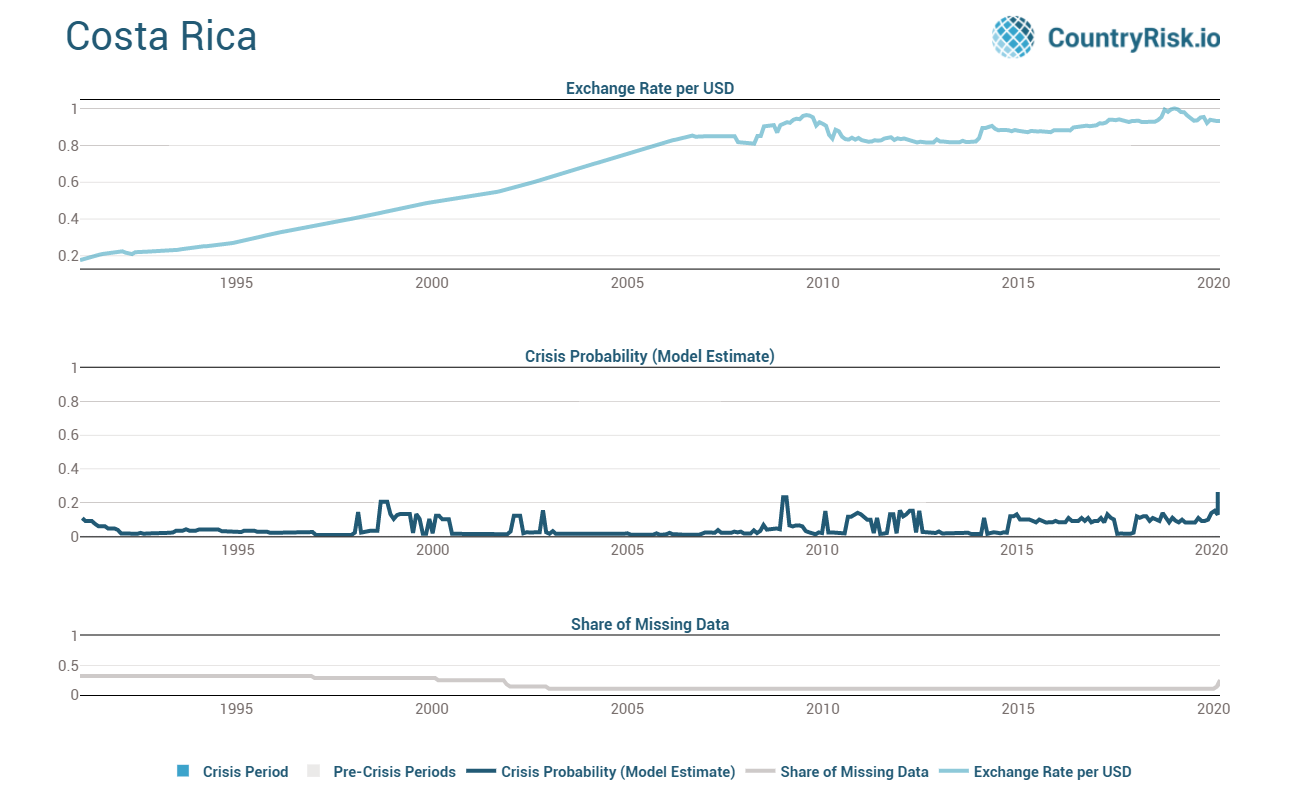 Costa Rica
CountryRisk.io
Exchange Rate per USD
1
0.8
0.6
0.4
0.2
1995 2000 2005 2010 2015 2020
Crisis Probability (Model Estimate)
1
0.8
0.6
0.4
0.2
0
1995 2000 2005 2010 2015 2020
Share of Missing Data
1
0.5
0
1995 2000 2005 2010 2015 2020
Crisis Period Pre-Crisis Periods Crisis Probability (Model Estimate) Share of Missing Data Exchange Rate per USD